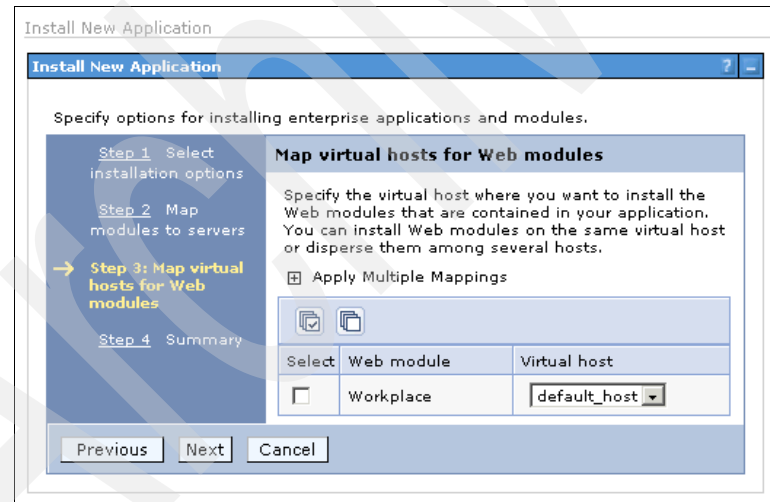 Install New Application
Install New Application ? –
Specify options for installing enterprise applications and modules.
Step 1 Select
installation options
Step 2 Map
modules to servers
→ Step 3: Map virtual
hosts for Web
modules
Step 4 Summary
Map virtual hosts for Web modules
Specify the virtual host where you want to install the
Web modules that are contained in your application.
You can install Web modules on the same virtual host
or disperse them among several hosts.
Apply Multiple Mappings
Select Web module Virtual host
Workplace default_host
Previous Next Cancel